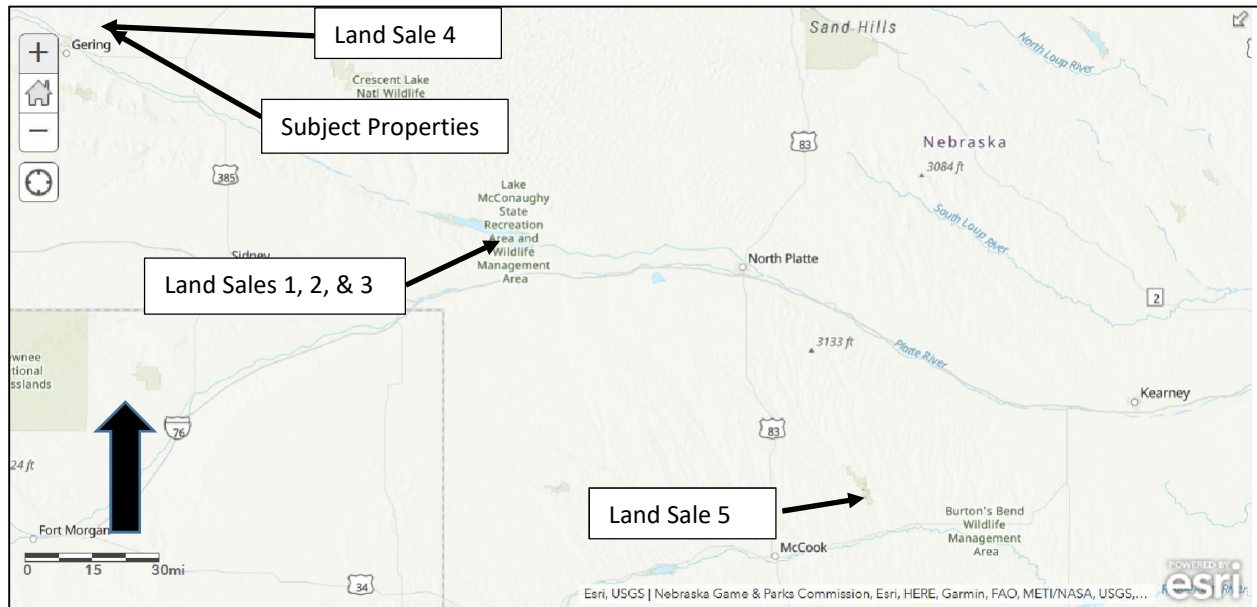 Land Sale 4
Sand Hills
North Loup River
Gering
Crescent Lake
Natl Wildlife
Subject Properties
83
Nebraska
3084 ft
385
Lake
McConaughy
State
Recreation
Area and
Wildlife
Management
Area
South Loup River
Sidney
North Platte
Land Sales 1, 2, & 3
2
3133 ft
Platte River
wnee
tional
sslands
Kearney
76
83
24 ft
Land Sale 5
Burton's Bend
Wildlife
Management
Area
Fort Morgan
McCook
0 15 30mi
34
POWERED BY
esri
Esri, USGS | Nebraska Game & Parks Commission, Esri, HERE, Garmin, FAO, METI/NASA, USGS,...